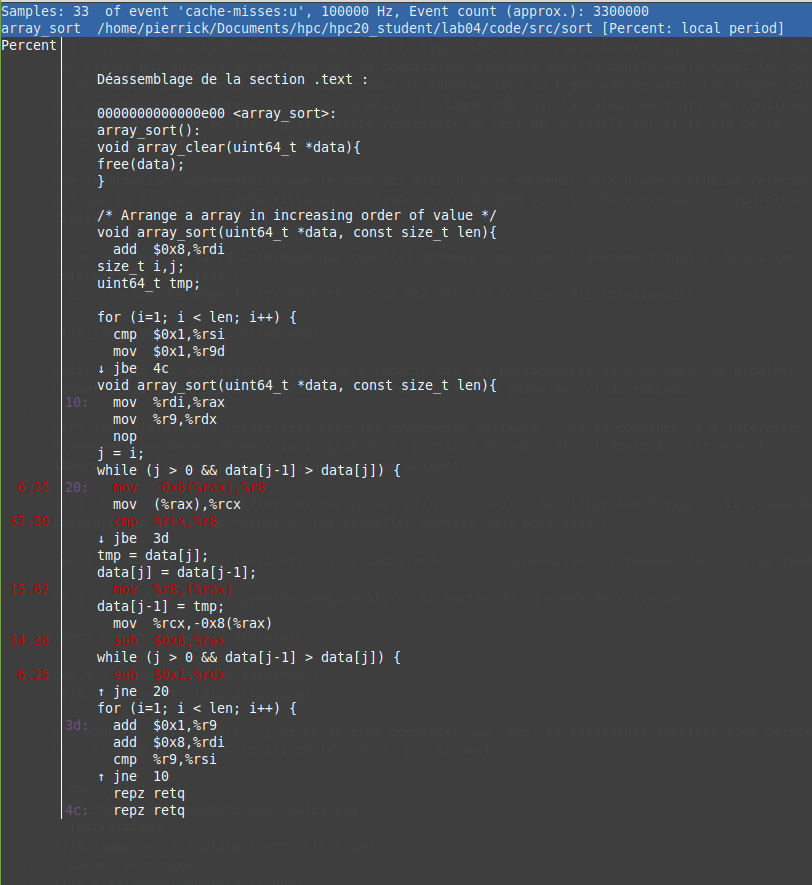 Samples: 33  of event 'cache-misses:u', 100000 Hz, Event count (approx.): 3300000
array_sort  /home/pierrick/Documents/hpc/hpc20_student/lab04/code/src/sort [Percent: local period]
Percent
Déassemblage de la section .text :
0000000000000e00 <array_sort>:
array_sort():
void array_clear(uint64_t *data){
free(data);
}
/* Arrange a array in increasing order of value */
void array_sort(uint64_t *data, const size_t len){
add  $0x8,%rdi
size_t i,j;
uint64_t tmp;
for (i=1; i < len; i++) {
cmp  $0x1,%rsi
mov  $0x1,%r9d
↓ jbe  4c
void array_sort(uint64_t *data, const size_t len){
10:   mov  %rdi,%rax
mov  %r9,%rdx
nop
j = i;
while (j > 0 && data[j-1] > data[j]) {
6.25  20:   mov  -0x8(%rax),%r8
mov  (%rax),%rcx
37.50   cmp  %rcx,%r8
↓ jbe  3d
tmp = data[j];
data[j] = data[j-1];
15.62   mov  %r8,(%rax)
data[j-1] = tmp;
mov  %rcx,-0x8(%rax)
34.38   sub  $0x8,%rax
while (j > 0 && data[j-1] > data[j]) {
6.25   sub  $0x1,%rdx
↑ jne  20
for (i=1; i < len; i++) {
3d:   add  $0x1,%r9
add  $0x8,%rdi
cmp  %r9,%rsi
↑ jne  10
repz retq
4c:   repz retq